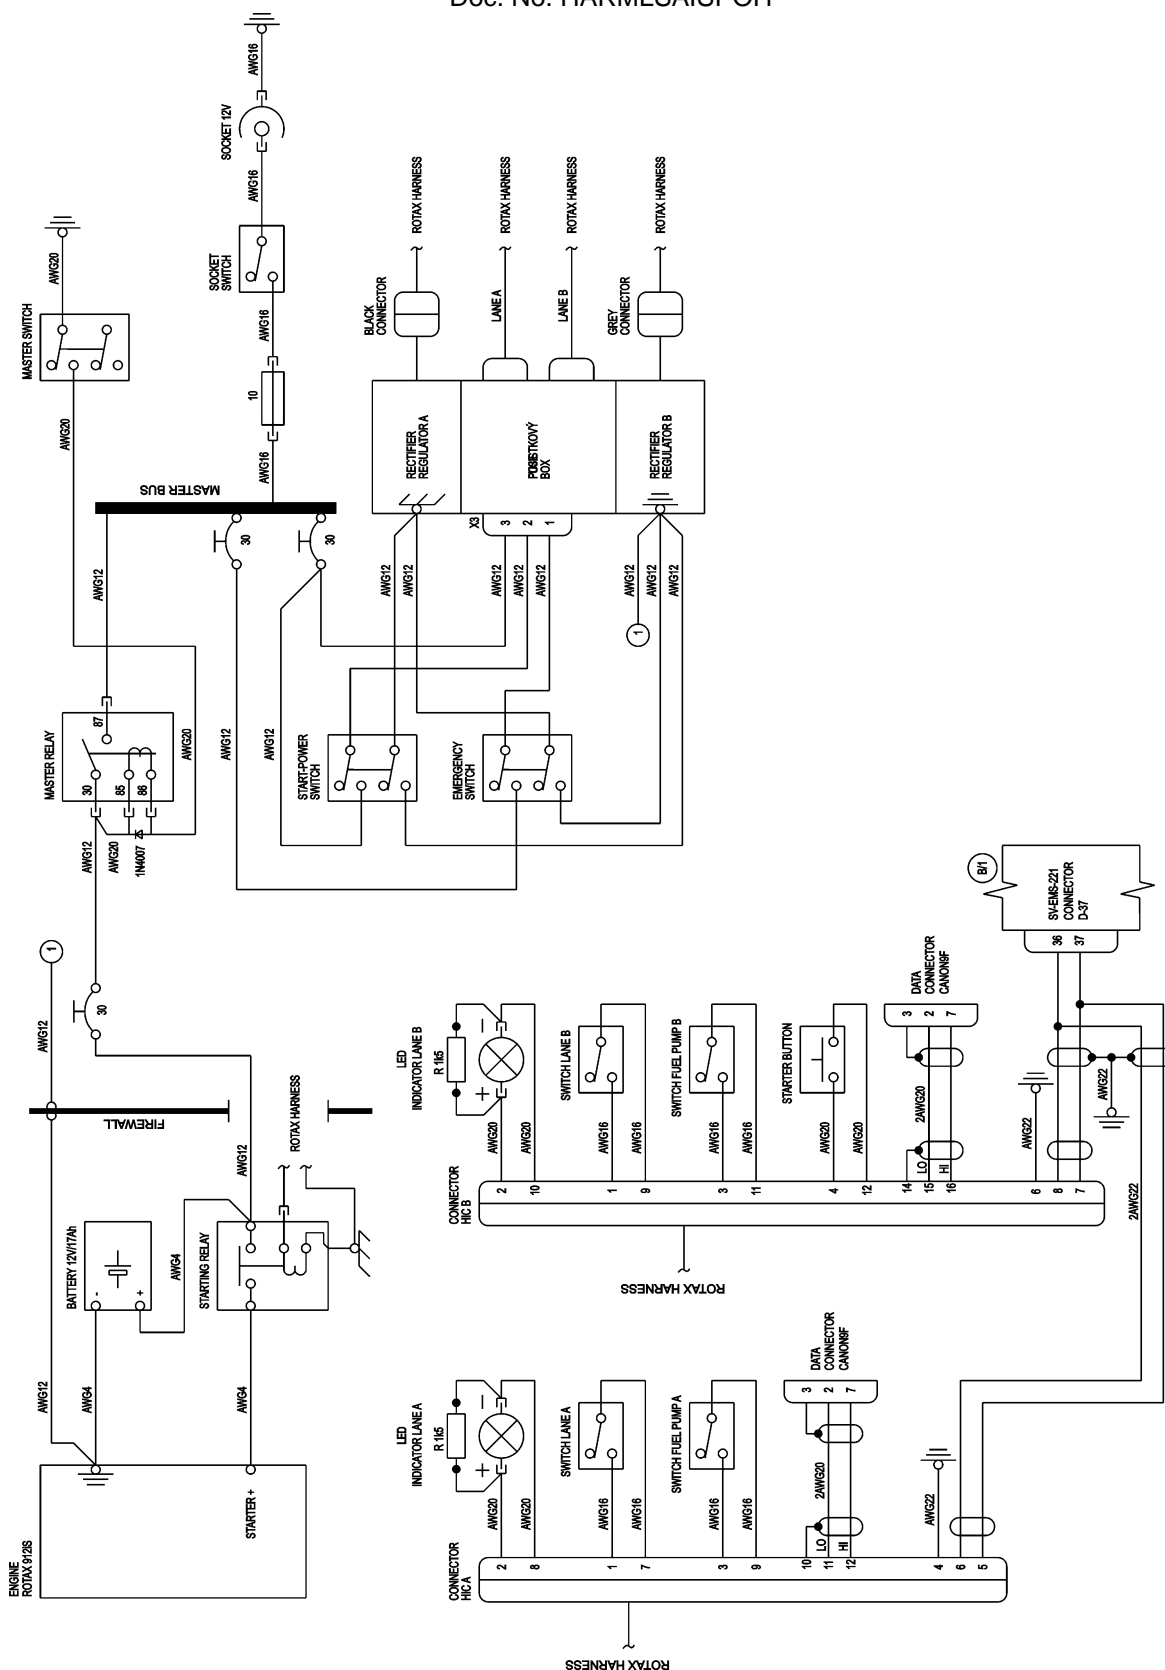 AWG16
SOCKET 12V
AWG16
SOCKET
SWITCH
AWG16
10
AWG16
AWG20
MASTER SWITCH
AWG20
MASTER BUS
30
30
BLACK
CONNECTOR
ROTAX HARNESS
LANE A
ROTAX HARNESS
LANE B
ROTAX HARNESS
GREY
CONNECTOR
ROTAX HARNESS
RECTIFIER
REGULATOR A
BOX
RECTIFIER
REGULATOR B
X3
3
2
1
AWG12
AWG12
AWG12
AWG12
AWG12
AWG12
AWG12
AWG12
AWG12
1
MASTER RELAY
87
30
85
86
AWG20
AWG12
AWG12
START-POWER
SWITCH
EMERGENCY
SWITCH
AWG12
AWG20
1N4007
1
AWG12
30
FIREWALL
AWG12
ROTAX HARNESS
BATTERY 12V/17Ah
-
+
AWG4
STARTING RELAY
AWG12
AWG4
AWG4
ENGINE
ROTAX 912iS
STARTER +
B/1
SV-EMS-221
CONNECTOR
D-37
36
37
LED
INDICATOR LANE B
R 1k5
+
−
AWG20
AWG20
SWITCH LANE B
AWG16
AWG16
SWITCH FUEL PUMP B
AWG16
AWG16
STARTER BUTTON
AWG20
AWG20
DATA
CONNECTOR
CANON9F
3
2
7
2AWG20
LO
HI
AWG22
AWG22
2AWG22
CONNECTOR
HIC B
2
10
1
9
3
11
4
12
14
15
16
6
8
7
ROTAX HARNESS
LED
INDICATOR LANE A
R 1k5
+
−
AWG20
AWG20
SWITCH LANE A
AWG16
AWG16
SWITCH FUEL PUMP A
AWG16
AWG16
DATA
CONNECTOR
CANON9F
3
2
7
2AWG20
LO
HI
AWG22
CONNECTOR
HIC A
2
8
1
7
3
9
10
11
12
4
6
5
ROTAX HARNESS